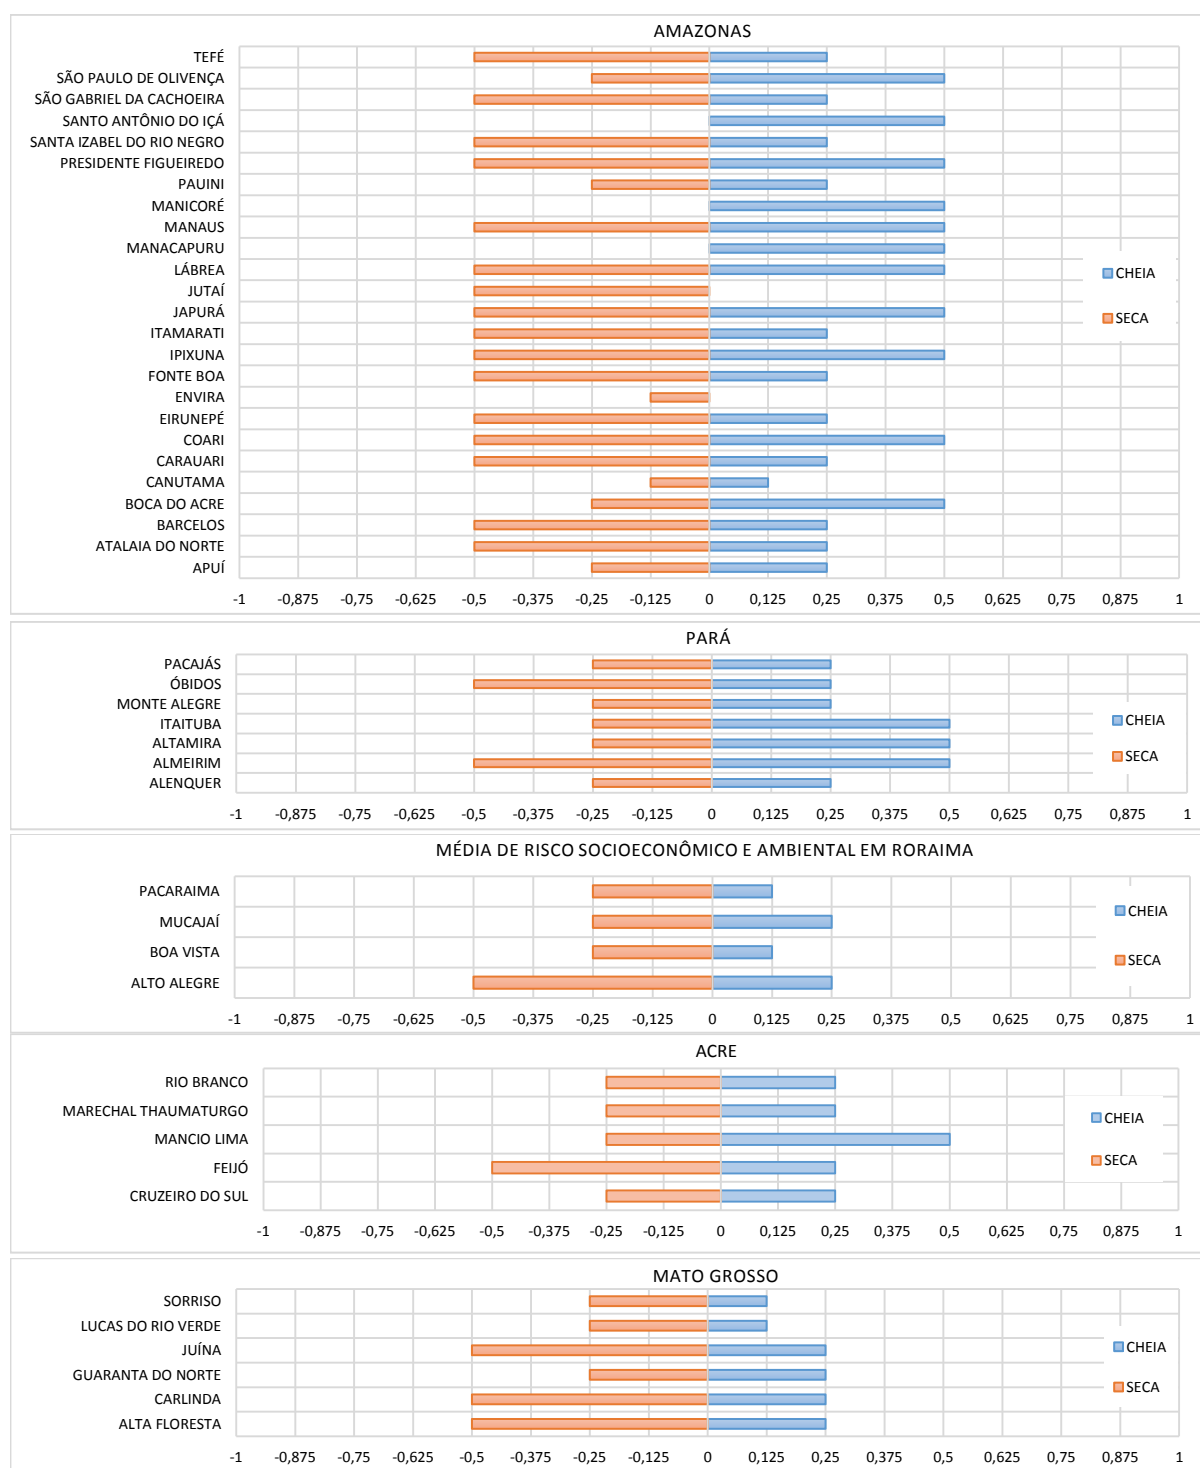 AMAZONAS
TEFÉ
SÃO PAULO DE OLIVENÇA
SÃO GABRIEL DA CACHOEIRA
SANTO ANTÔNIO DO IÇÁ
SANTA IZABEL DO RIO NEGRO
PRESIDENTE FIGUEIREDO
PAUINI
MANICORÉ
MANAUS
MANACAPURU
LÁBREA
JUTAÍ
JAPURÁ
ITAMARATI
IPIXUNA
FONTE BOA
ENVIRA
EIRUNEPÉ
COARI
CARAUARI
CANUTAMA
BOCA DO ACRE
BARCELOS
ATALAIA DO NORTE
APUÍ
CHEIA
SECA
-1 -0,875 -0,75 -0,625 -0,5 -0,375 -0,25 -0,125 0 0,125 0,25 0,375 0,5 0,625 0,75 0,875 1
PARÁ
PACAJÁS
ÓBIDOS
MONTE ALEGRE
ITAITUBA
ALTAMIRA
ALMEIRIM
ALENQUER
CHEIA
SECA
-1 -0,875 -0,75 -0,625 -0,5 -0,375 -0,25 -0,125 0 0,125 0,25 0,375 0,5 0,625 0,75 0,875 1
MÉDIA DE RISCO SOCIOECONÔMICO E AMBIENTAL EM RORAIMA
PACARAIMA
MUCAJAÍ
BOA VISTA
ALTO ALEGRE
CHEIA
SECA
-1 -0,875 -0,75 -0,625 -0,5 -0,375 -0,25 -0,125 0 0,125 0,25 0,375 0,5 0,625 0,75 0,875 1
ACRE
RIO BRANCO
MARECHAL THAUMATURGO
MANCIO LIMA
FEIJÓ
CRUZEIRO DO SUL
CHEIA
SECA
-1 -0,875 -0,75 -0,625 -0,5 -0,375 -0,25 -0,125 0 0,125 0,25 0,375 0,5 0,625 0,75 0,875 1
MATO GROSSO
SORRISO
LUCAS DO RIO VERDE
JUÍNA
GUARANTA DO NORTE
CARLINDA
ALTA FLORESTA
CHEIA
SECA
-1 -0,875 -0,75 -0,625 -0,5 -0,375 -0,25 -0,125 0 0,125 0,25 0,375 0,5 0,625 0,75 0,875 1